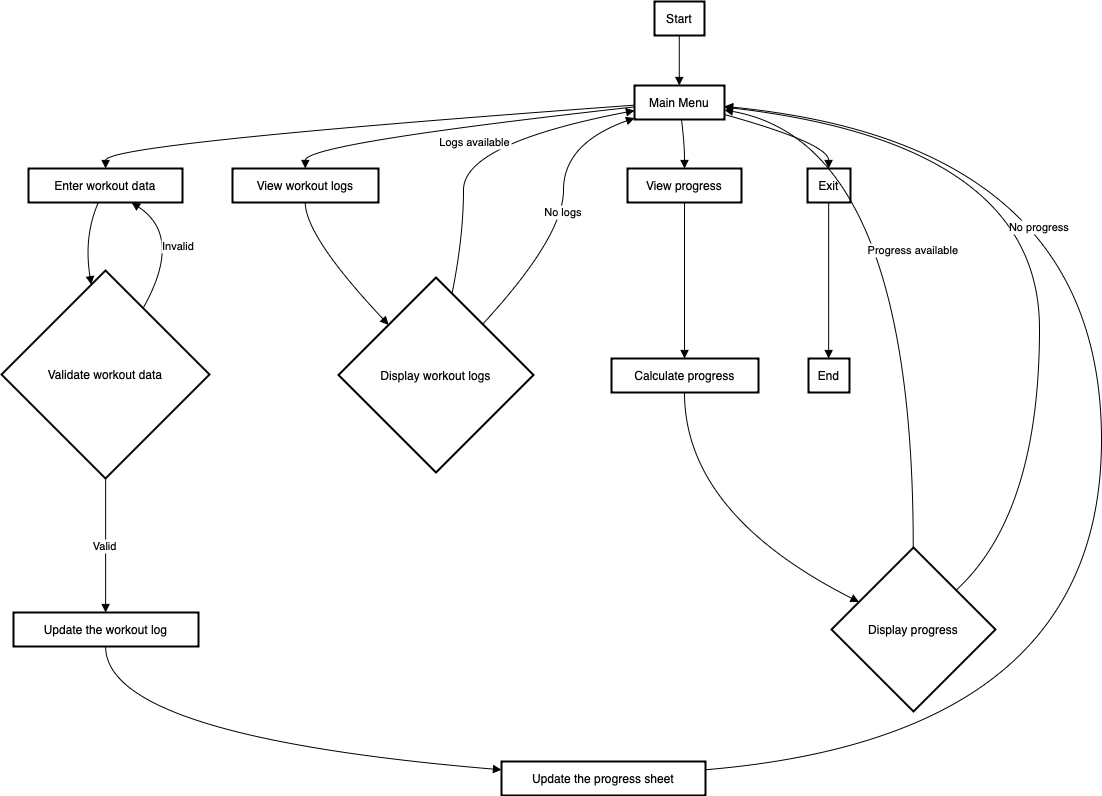 Start
Main Menu
Logs available
Enter workout data
View workout logs
View progress
Exit
No logs
No progress
Invalid
Progress available
Validate workout data
Display workout logs
Calculate progress
End
Valid
Update the workout log
Display progress
Update the progress sheet